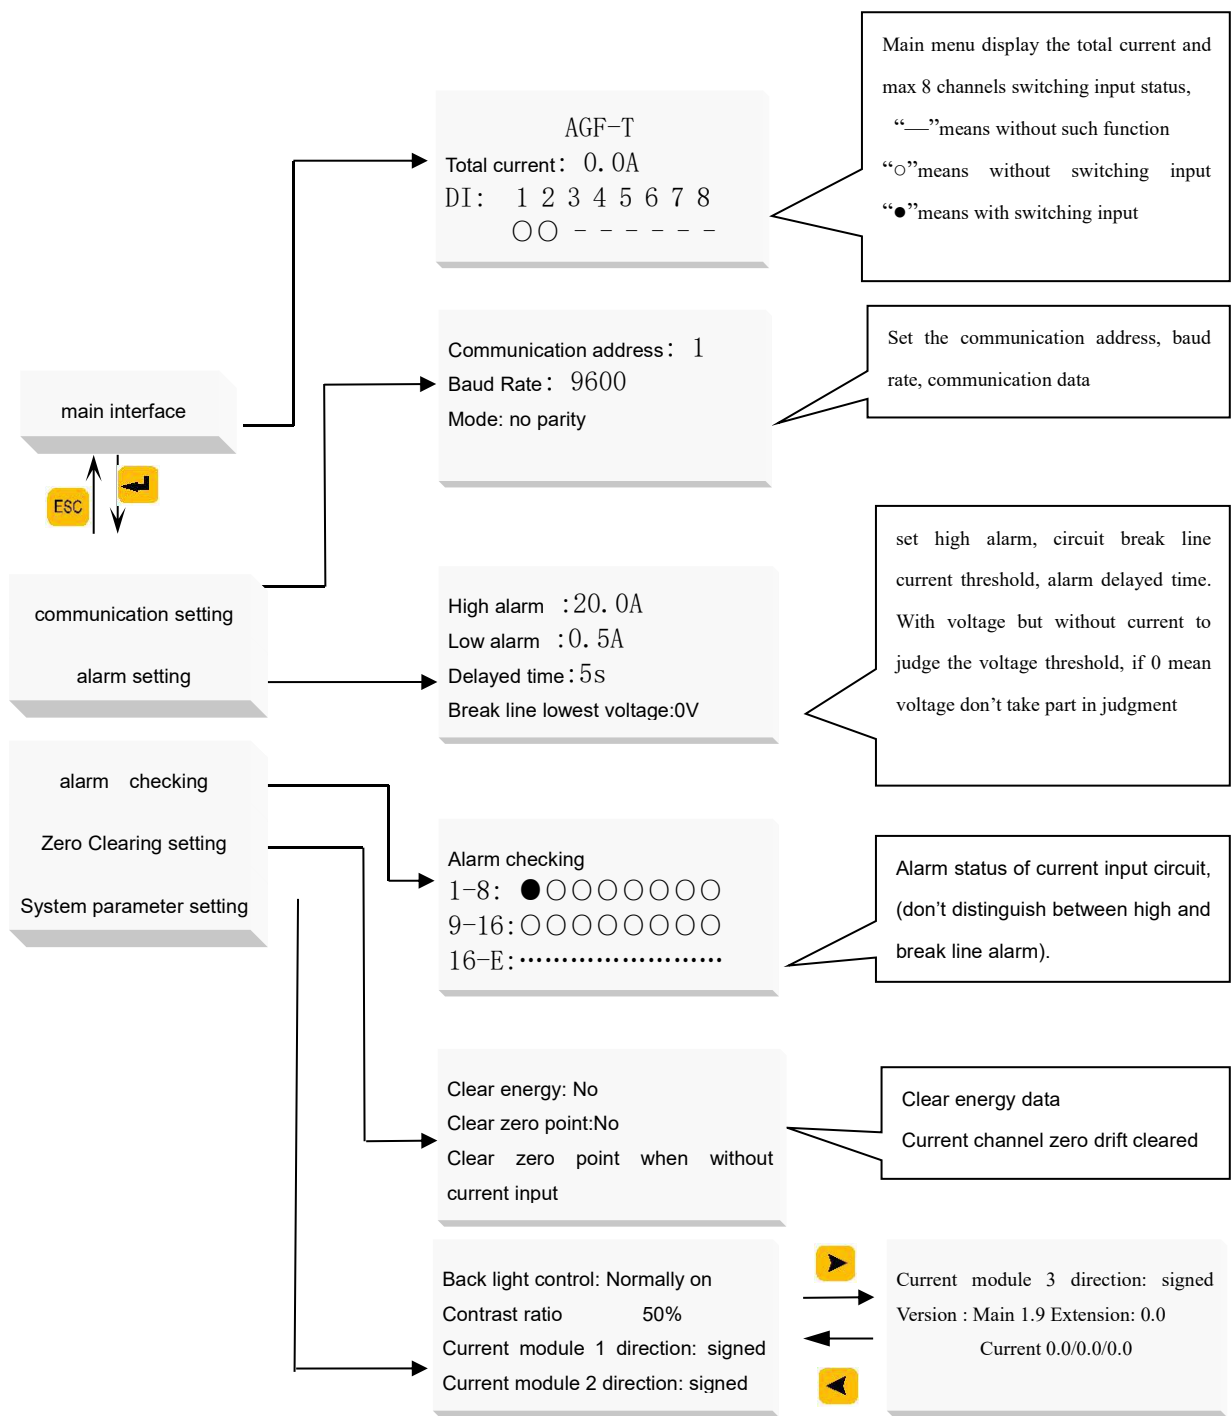 Main menu display the total current and
max 8 channels switching input status,
“—”means without such function
“○”means without switching input
“●”means with switching input
AGF-T
Total current: 0.0A
DI: 1 2 3 4 5 6 7 8
○○ - - - - - -
Communication address: 1
Baud Rate: 9600
Mode: no parity
Set the communication address, baud
rate, communication data
main interface
ESC
communication setting
alarm setting
High alarm :20.0A
Low alarm :0.5A
Delayed time:5s
Break line lowest voltage:0V
set high alarm, circuit break line
current threshold, alarm delayed time.
With voltage but without current to
judge the voltage threshold, if 0 mean
voltage don’t take part in judgment
alarm checking
Zero Clearing setting
System parameter setting
Alarm checking
1-8: ●○○○○○○○
9-16:○○○○○○○○
16-E:························
Alarm status of current input circuit,
(don’t distinguish between high and
break line alarm).
Clear energy: No
Clear zero point:No
Clear zero point when without
current input
Clear energy data
Current channel zero drift cleared
Back light control: Normally on
Contrast ratio 50%
Current module 1 direction: signed
Current module 2 direction: signed
Current module 3 direction: signed
Version : Main 1.9 Extension: 0.0
Current 0.0/0.0/0.0